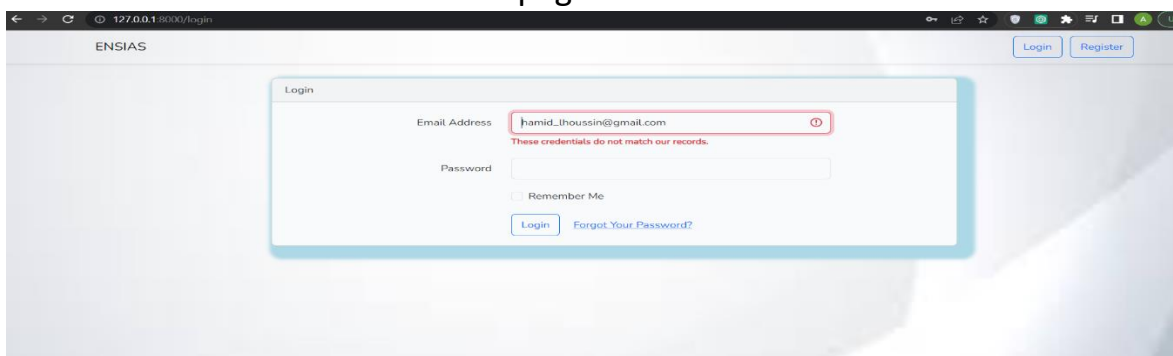 page
127.0.0.1:8000/login
A
ENSIAS
Login
Register
Login
Email Address
hamid_lhoussin@gmail.com
These credentials do not match our records.
Password
Remember Me
Login
Forgot Your Password?